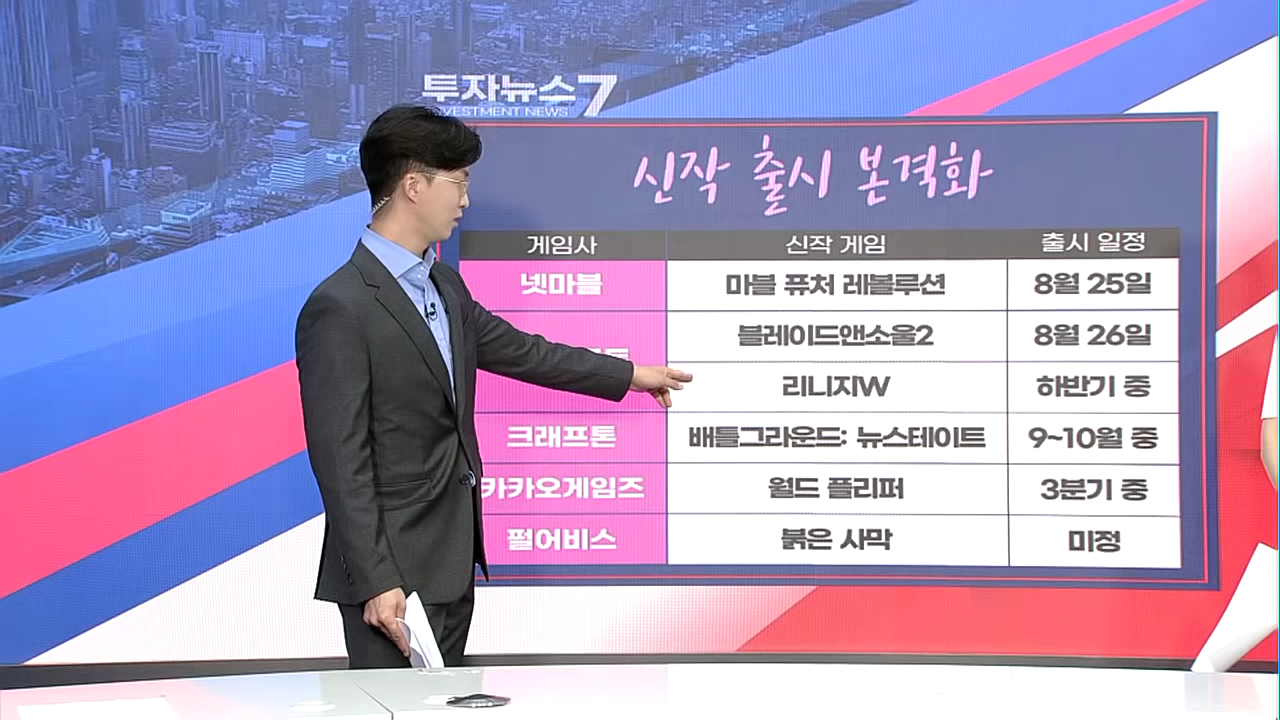 투자뉴스7
VESTMENT NEWS
신작 출시 본격화
게임사 신작 게임 출시 일정
넷마블 마블 퓨처 레볼루션 8월 25일
블레이드앤소울2 8월 26일
리니지W 하반기 중
크래프톤 배틀그라운드: 뉴스테이트 9~10월 중
카카오게임즈 월드 플리퍼 3분기 중
펄어비스 붉은 사막 미정